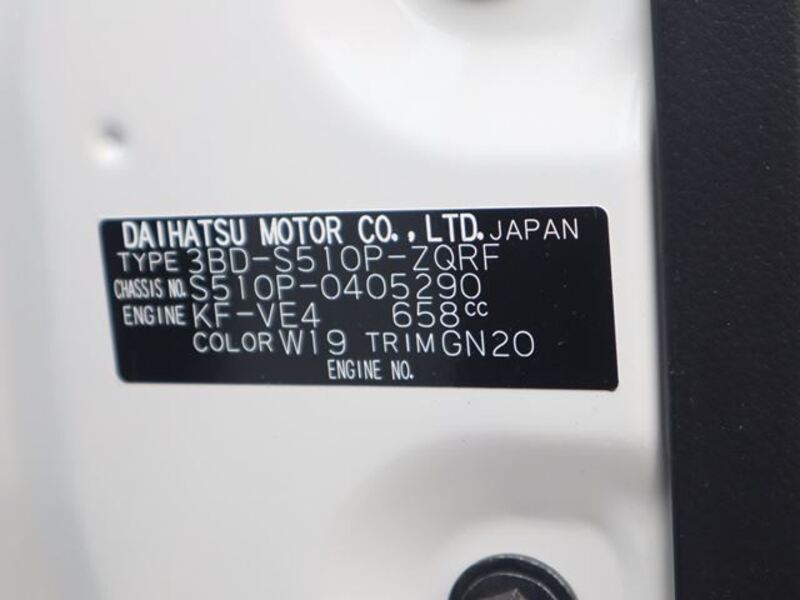 DAIHATSU MOTOR CO.,LTD. JAPAN
TYPE 3BD-S510P-ZQRF
CHASSIS NO. S510P-0405290
ENGINE KF-VE4 658cc
COLOR W19 TRIM GN20
ENGINE NO.